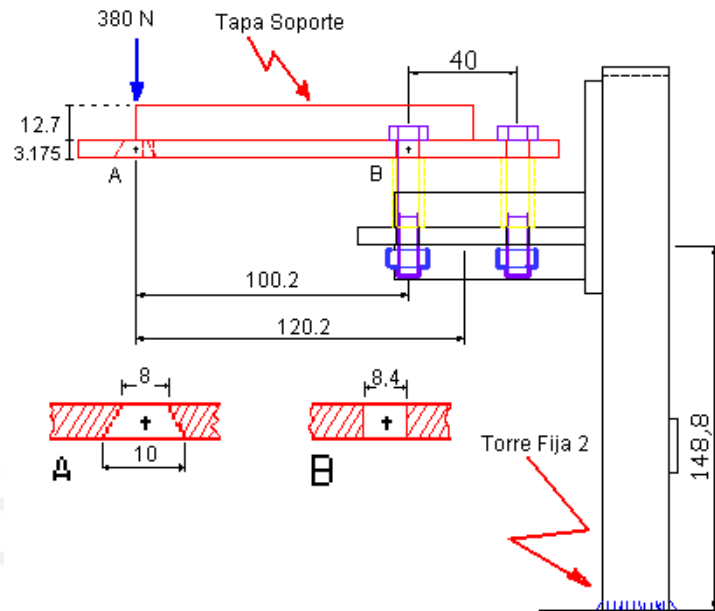 380 N
Tapa Soporte
40
12.7
3.175
A
B
100.2
120.2
8
8.4
10
A
B
Torre Fija 2
148,8